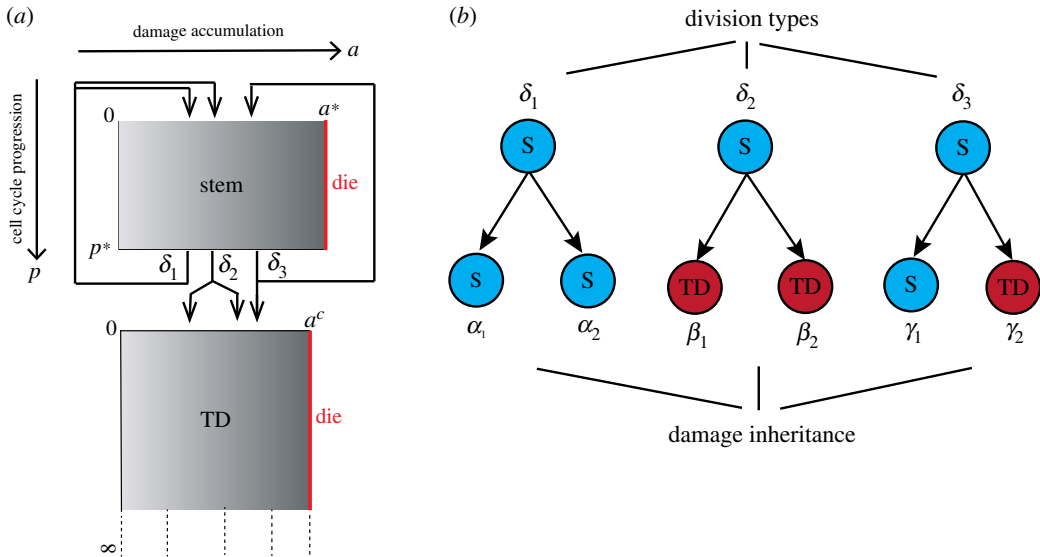 (a)
damage accumulation
a
cell cycle progression
p
0
a*
stem
die
p*
δ1 δ2 δ3
0
a^c
TD
die
∞
(b)
division types
δ1 δ2 δ3
S S S
S S TD TD S TD
α1 α2 β1 β2 γ1 γ2
damage inheritance